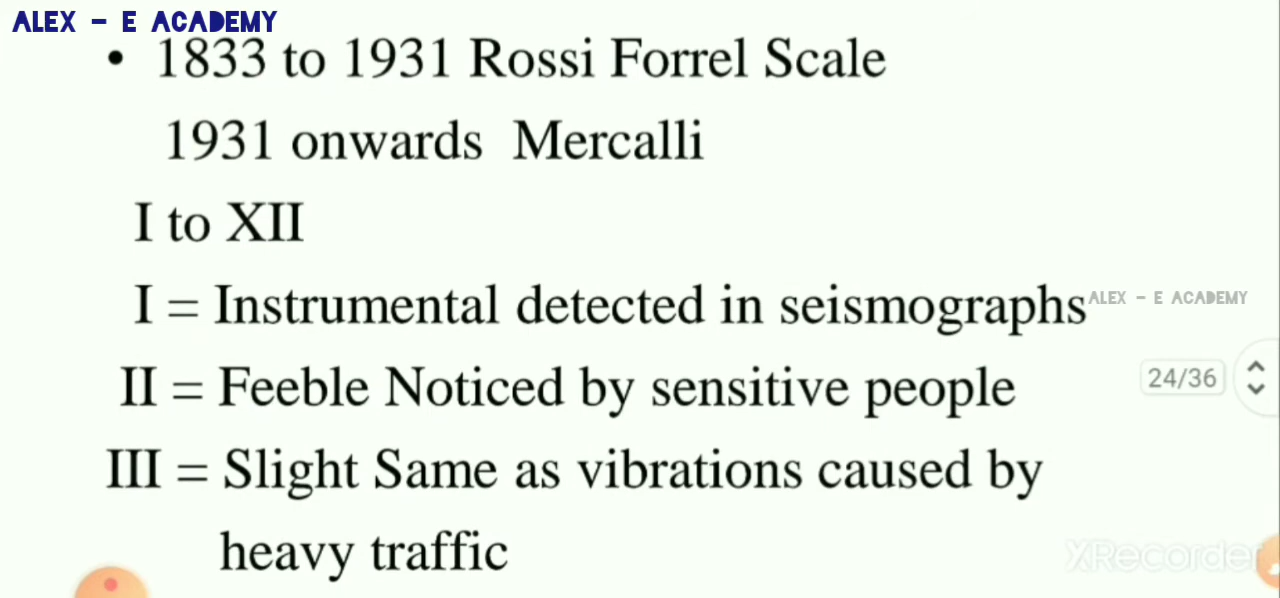 ALEX - E ACADEMY
• 1833 to 1931 Rossi Forrel Scale
1931 onwards Mercalli
I to XII
I = Instrumental detected in seismographs
ALEX - E ACADEMY
II = Feeble Noticed by sensitive people
24/36
III = Slight Same as vibrations caused by
heavy traffic
XRecorder